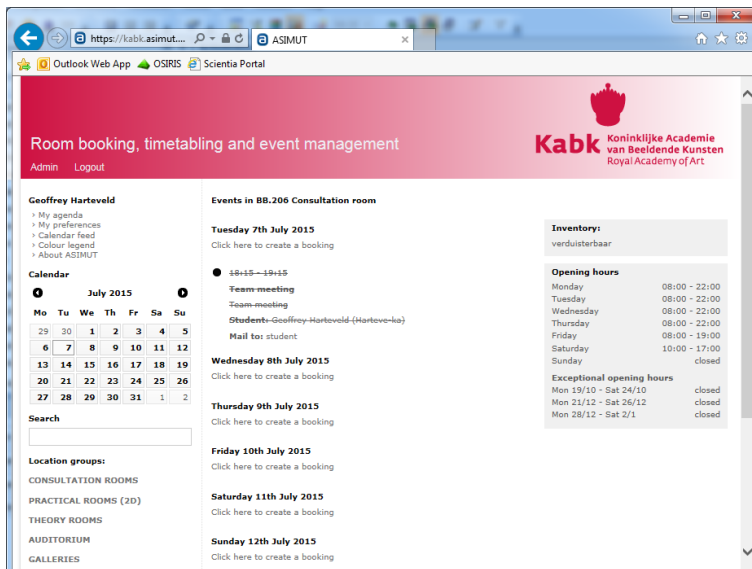 https://kabk.asimut....
ASIMUT
Outlook Web App
OSIRIS
Scientia Portal
Room booking, timetabling and event management
Admin Logout
Kabk
Koninklijke Academie
van Beeldende Kunsten
Royal Academy of Art
Geoffrey Harteveld
> My agenda
> My preferences
> Calendar feed
> Colour legend
> About ASIMUT
Calendar
July 2015
Mo Tu We Th Fr Sa Su
29 30 1 2 3 4 5
6 7 8 9 10 11 12
13 14 15 16 17 18 19
20 21 22 23 24 25 26
27 28 29 30 31 1 2
Search
Location groups:
CONSULTATION ROOMS
PRACTICAL ROOMS (2D)
THEORY ROOMS
AUDITORIUM
GALLERIES
Events in BB.206 Consultation room
Tuesday 7th July 2015
Click here to create a booking
18:15 - 19:15
Team meeting
Team meeting
Student: Geoffrey Harteveld (Harteve-ka)
Mail to: student
Wednesday 8th July 2015
Click here to create a booking
Thursday 9th July 2015
Click here to create a booking
Friday 10th July 2015
Click here to create a booking
Saturday 11th July 2015
Click here to create a booking
Sunday 12th July 2015
Click here to create a booking
Inventory:
verduisterbaar
Opening hours
Monday 08:00 - 22:00
Tuesday 08:00 - 22:00
Wednesday 08:00 - 22:00
Thursday 08:00 - 22:00
Friday 08:00 - 19:00
Saturday 10:00 - 17:00
Sunday closed
Exceptional opening hours
Mon 19/10 - Sat 24/10 closed
Mon 21/12 - Sat 26/12 closed
Mon 28/12 - Sat 2/1 closed